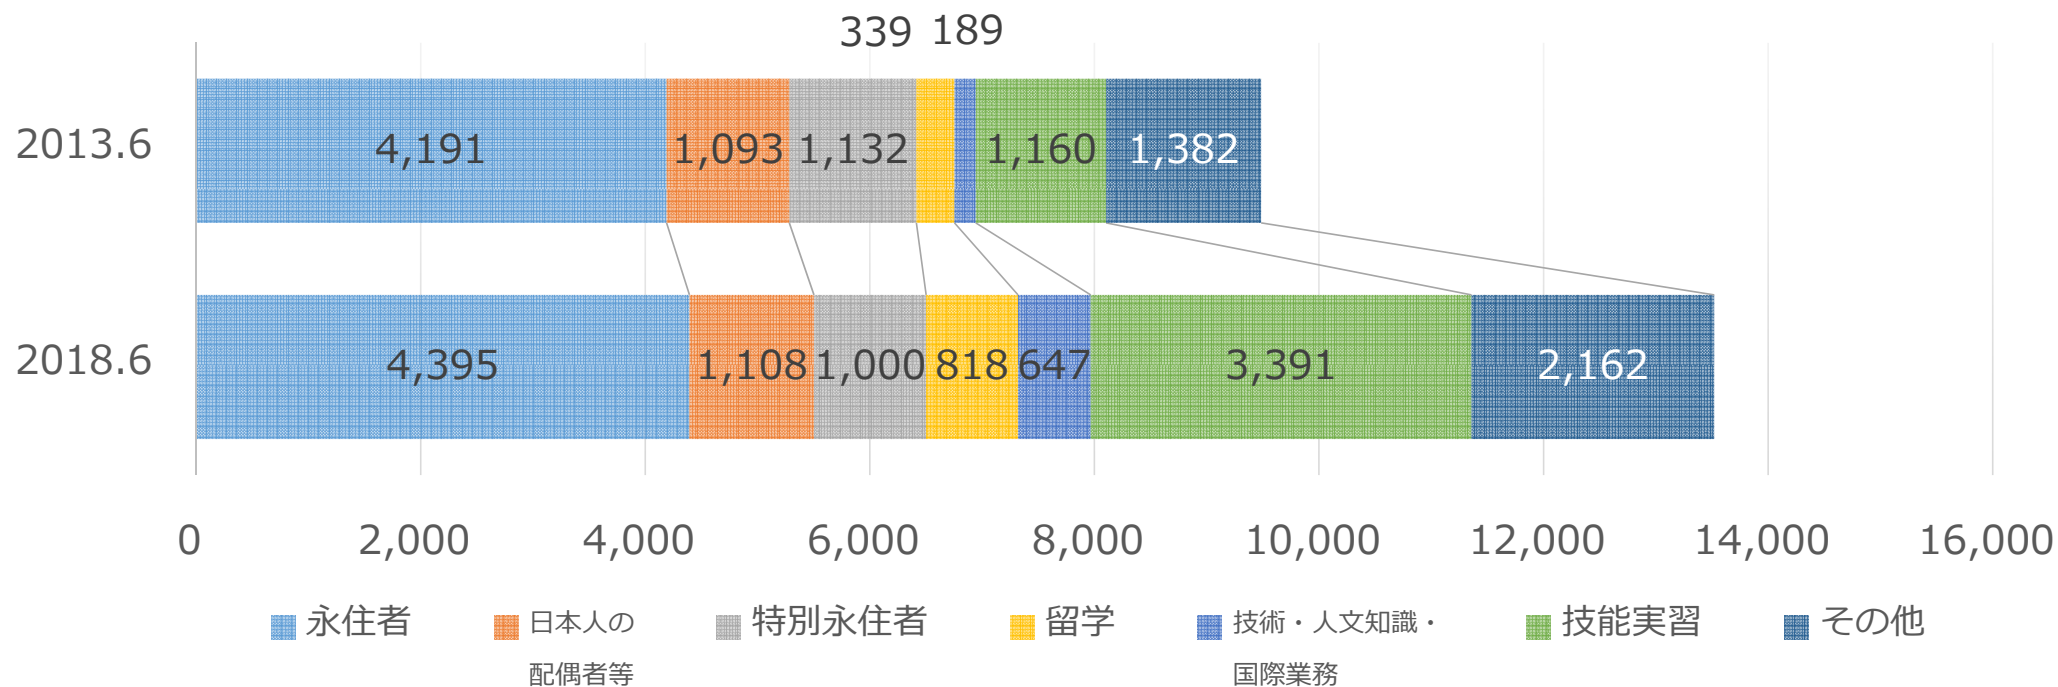 339 189
2013.6 4,191 1,093 1,132 1,160 1,382
2018.6 4,395 1,108 1,000 818 647 3,391 2,162
0 2,000 4,000 6,000 8,000 10,000 12,000 14,000 16,000
永住者 日本人の 特別永住者 留学 技術・人文知識・ 技能実習 その他
配偶者等 国際業務